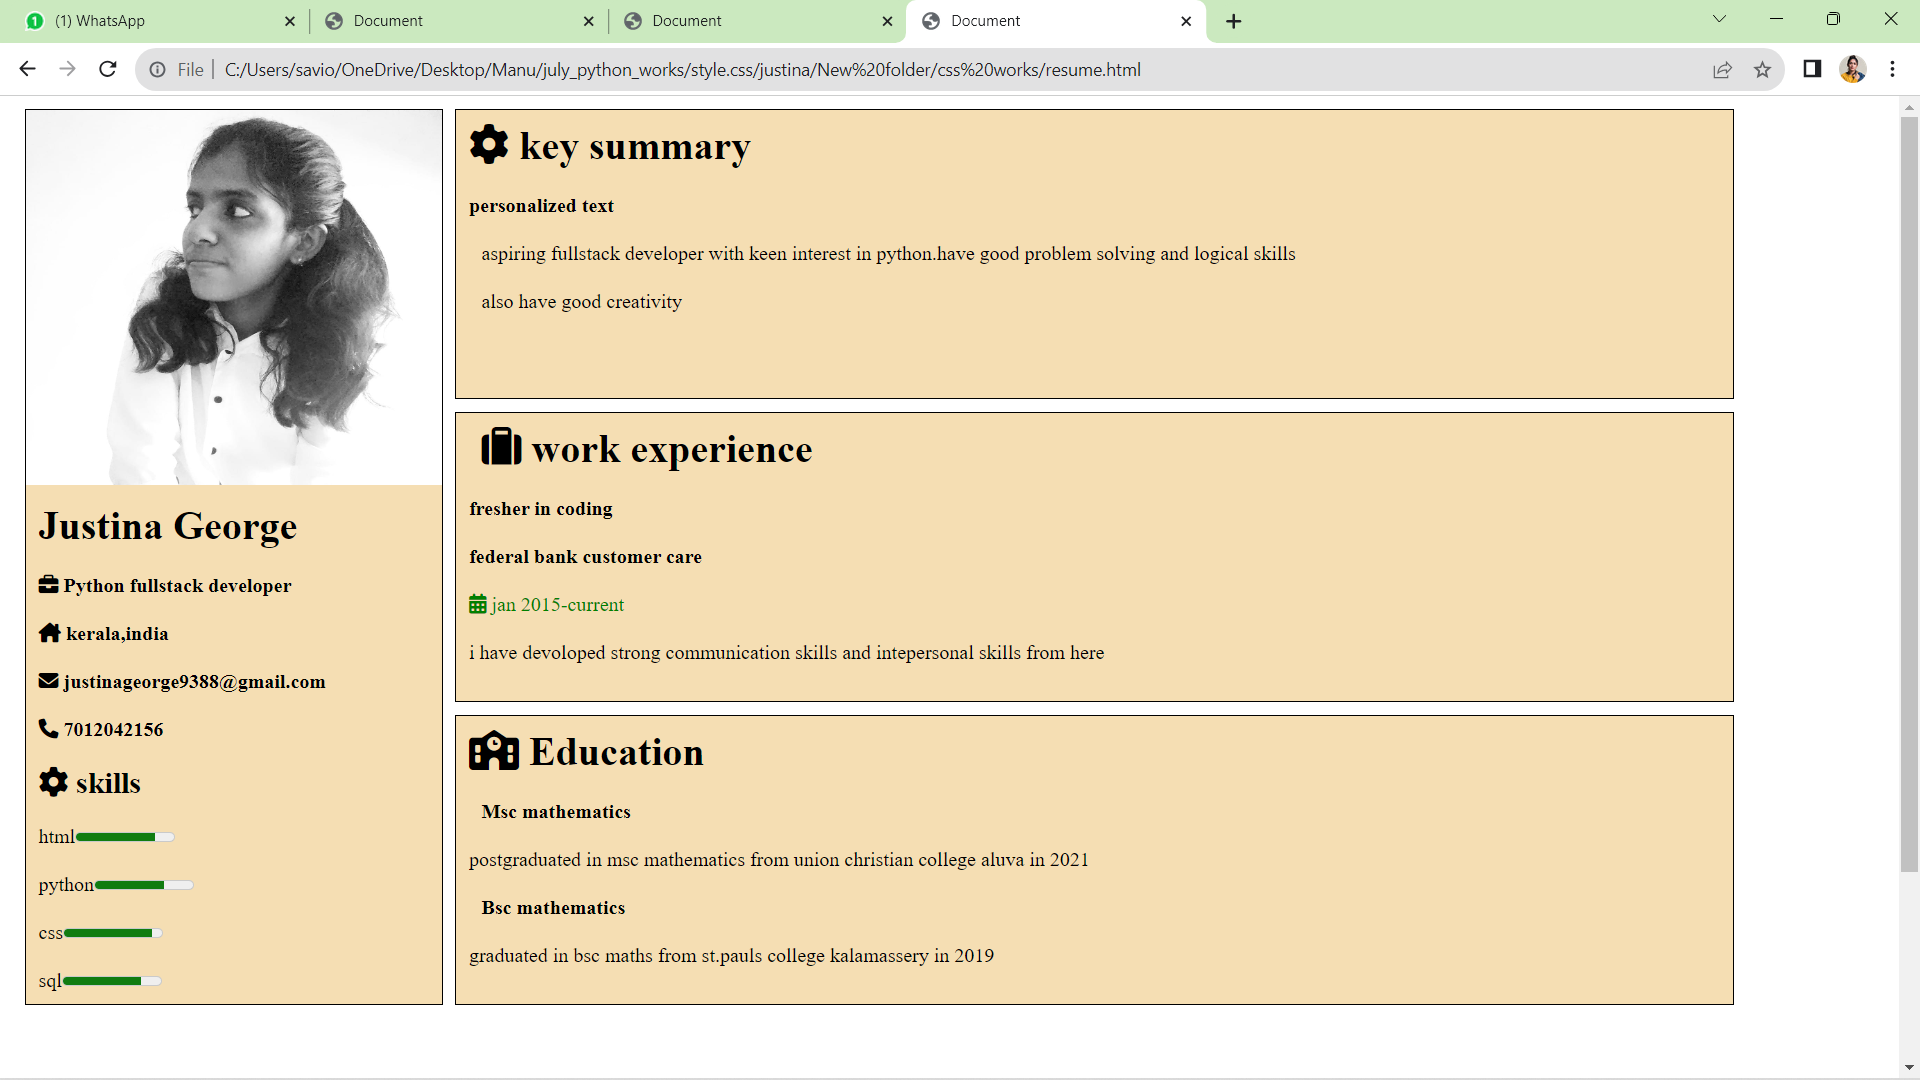 (1) WhatsApp
Document
Document
Document
File
C:/Users/savio/OneDrive/Desktop/Manu/july_python_works/style.css/justina/New%20folder/css%20works/resume.html
Justina George
Python fullstack developer
kerala,india
justinageorge9388@gmail.com
7012042156
skills
html
python
css
sql
key summary
personalized text
aspiring fullstack developer with keen interest in python.have good problem solving and logical skills
also have good creativity
work experience
fresher in coding
federal bank customer care
jan 2015-current
i have devoloped strong communication skills and intepersonal skills from here
Education
Msc mathematics
postgraduated in msc mathematics from union christian college aluva in 2021
Bsc mathematics
graduated in bsc maths from st.pauls college kalamassery in 2019